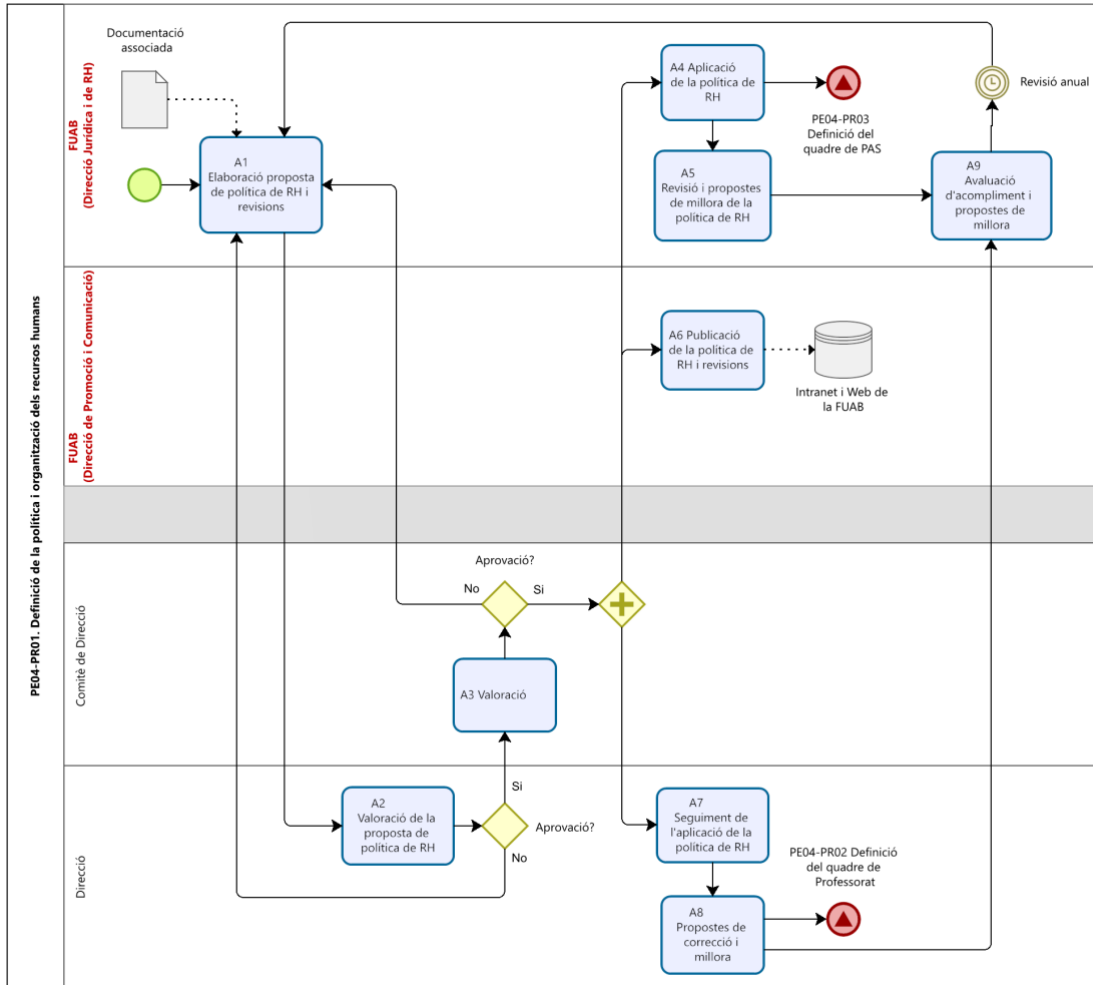 PE04-PR01. Definició de la política i organització dels recursos humans
FUAB
(Direcció Jurídica i de RH)
Documentació
associada
A1
Elaboració proposta
de política de RH i
revisions
A4 Aplicació
de la política de
RH
PE04-PR03
Definició del
quadre de PAS
Revisió anual
A5
Revisió i propostes
de millora de la
política de RH
A9
Avaluació
d'acompliment i
propostes de
millora
FUAB
(Direcció de Promoció i Comunicació)
A6 Publicació
de la política de
RH i revisions
Intranet i Web de
la FUAB
Comitè de Direcció
Aprovació?
No
Si
A3 Valoració
Direcció
Si
A2
Valoració de la
proposta de
política de RH
Aprovació?
No
A7
Seguiment de
l'aplicació de la
política de RH
PE04-PR02 Definició
del quadre de
Professorat
A8
Propostes de
correcció i
millora